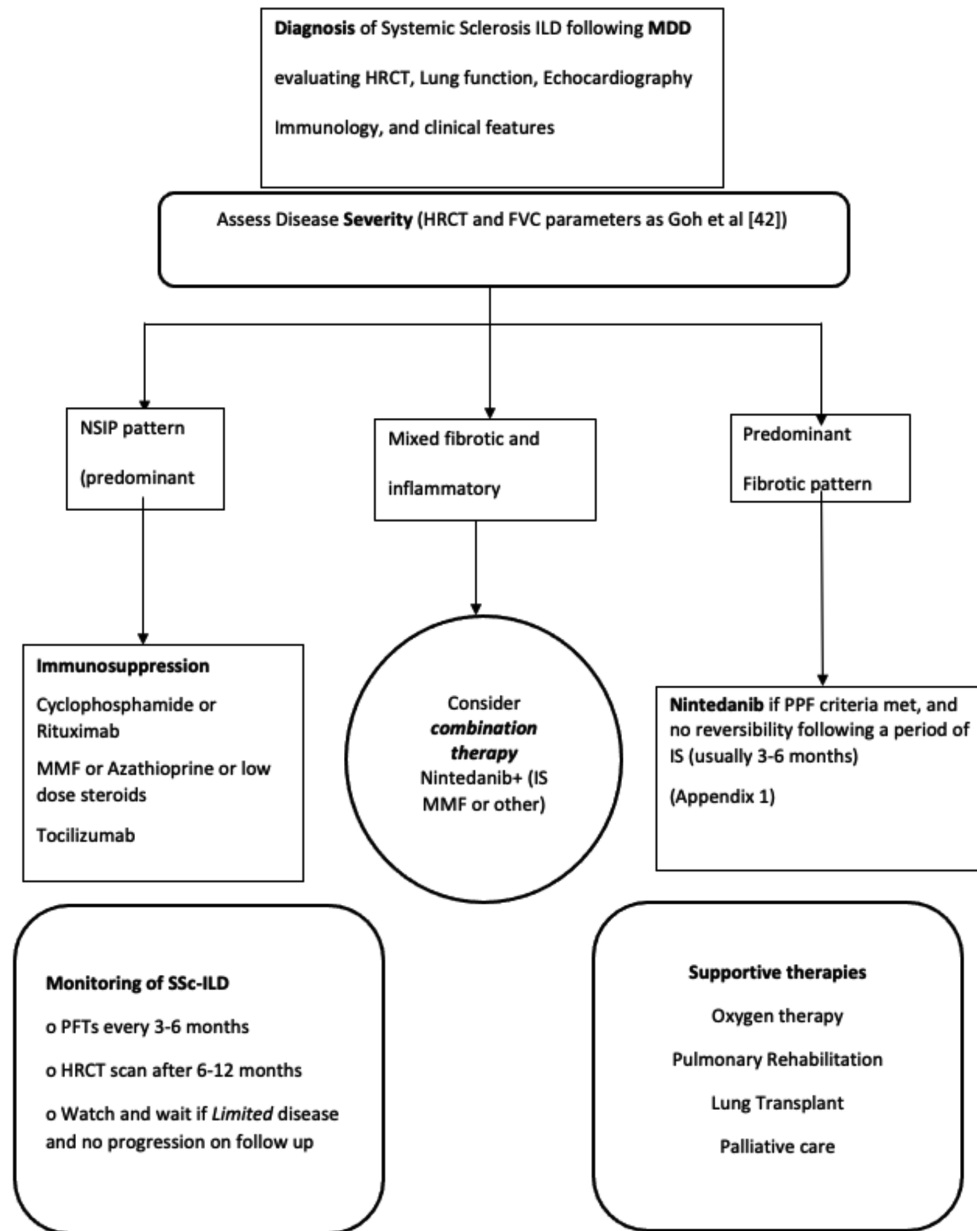 Diagnosis of Systemic Sclerosis ILD following MDD
evaluating HRCT, Lung function, Echocardiography
Immunology, and clinical features
Assess Disease Severity (HRCT and FVC parameters as Goh et al [42])
NSIP pattern
(predominant
Mixed fibrotic and
inflammatory
Predominant
Fibrotic pattern
Immunosuppression
Cyclophosphamide or
Rituximab
MMF or Azathioprine or low
dose steroids
Tocilizumab
Consider
combination
therapy
Nintedanib+ (IS
MMF or other)
Nintedanib if PPF criteria met, and
no reversibility following a period of
IS (usually 3-6 months)
(Appendix 1)
Monitoring of SSc-ILD
o PFTs every 3-6 months
o HRCT scan after 6-12 months
o Watch and wait if Limited disease
and no progression on follow up
Supportive therapies
Oxygen therapy
Pulmonary Rehabilitation
Lung Transplant
Palliative care